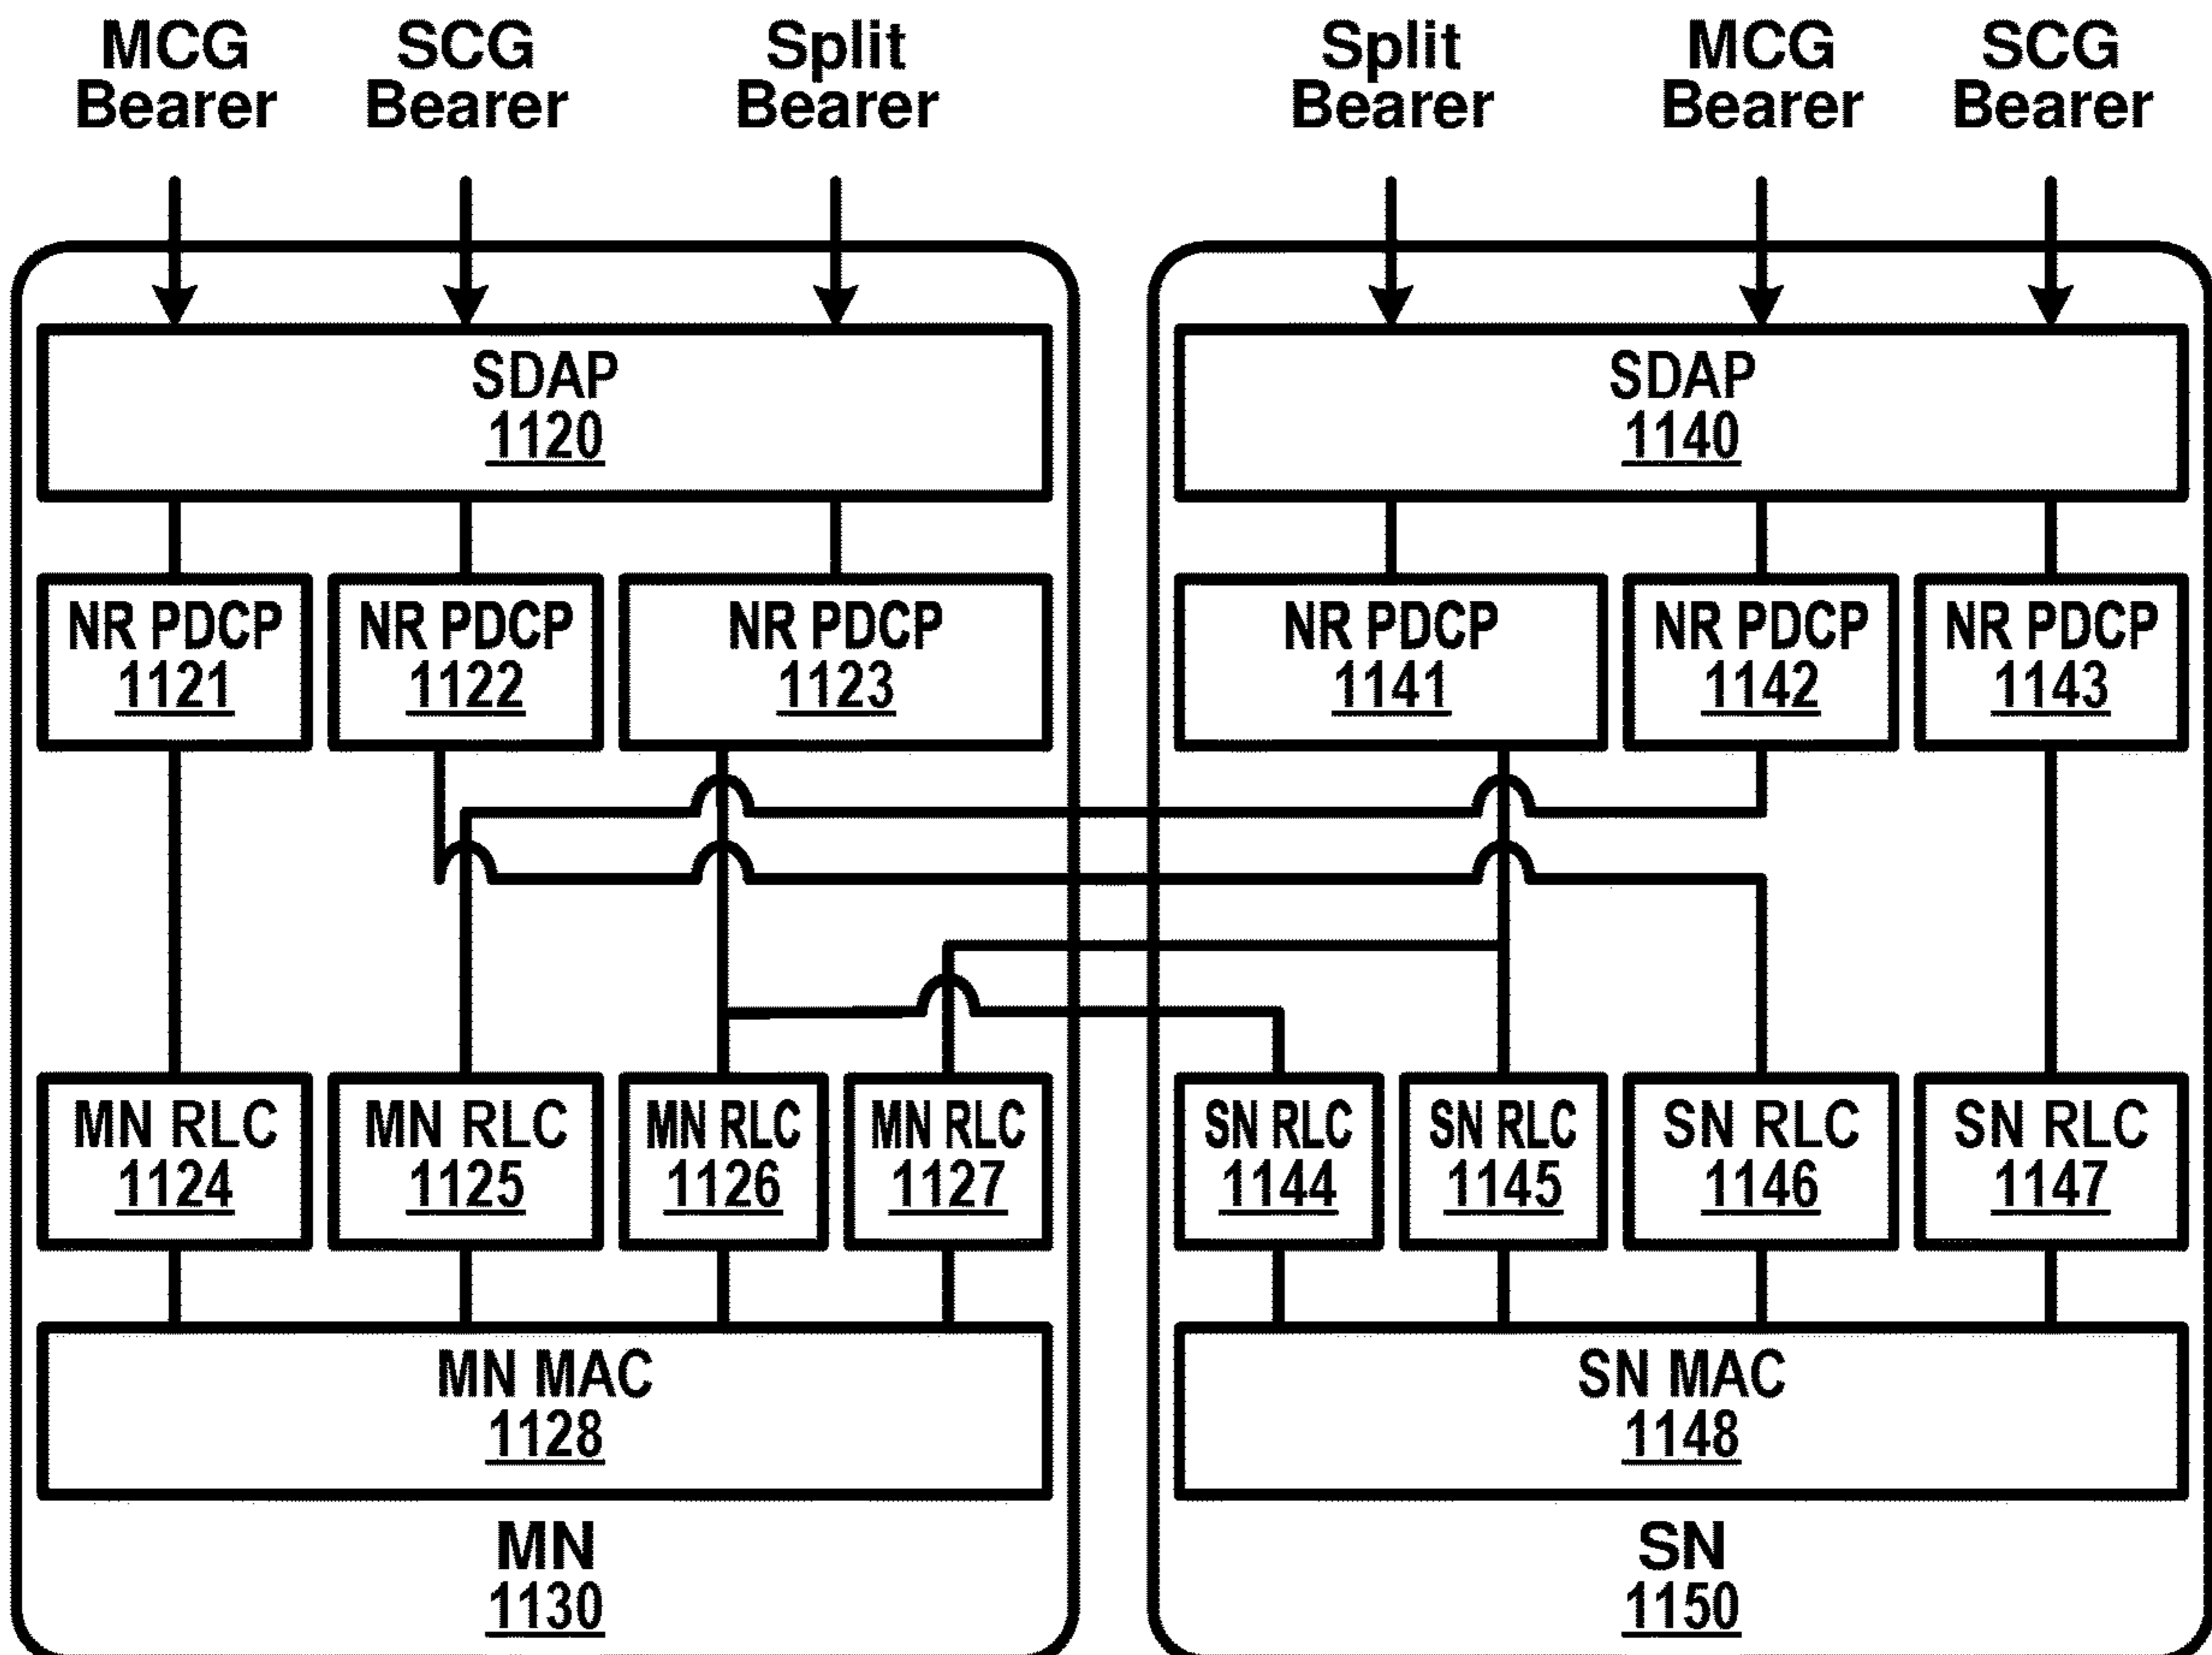 MCG
Bearer
SCG
Bearer
Split
Bearer
Split
Bearer
MCG
Bearer
SCG
Bearer
SDAP
1120
SDAP
1140
NR PDCP
1121
NR PDCP
1122
NR PDCP
1123
NR PDCP
1141
NR PDCP
1142
NR PDCP
1143
MN RLC
1124
MN RLC
1125
MN RLC
1126
MN RLC
1127
SN RLC
1144
SN RLC
1145
SN RLC
1146
SN RLC
1147
MN MAC
1128
SN MAC
1148
MN
1130
SN
1150